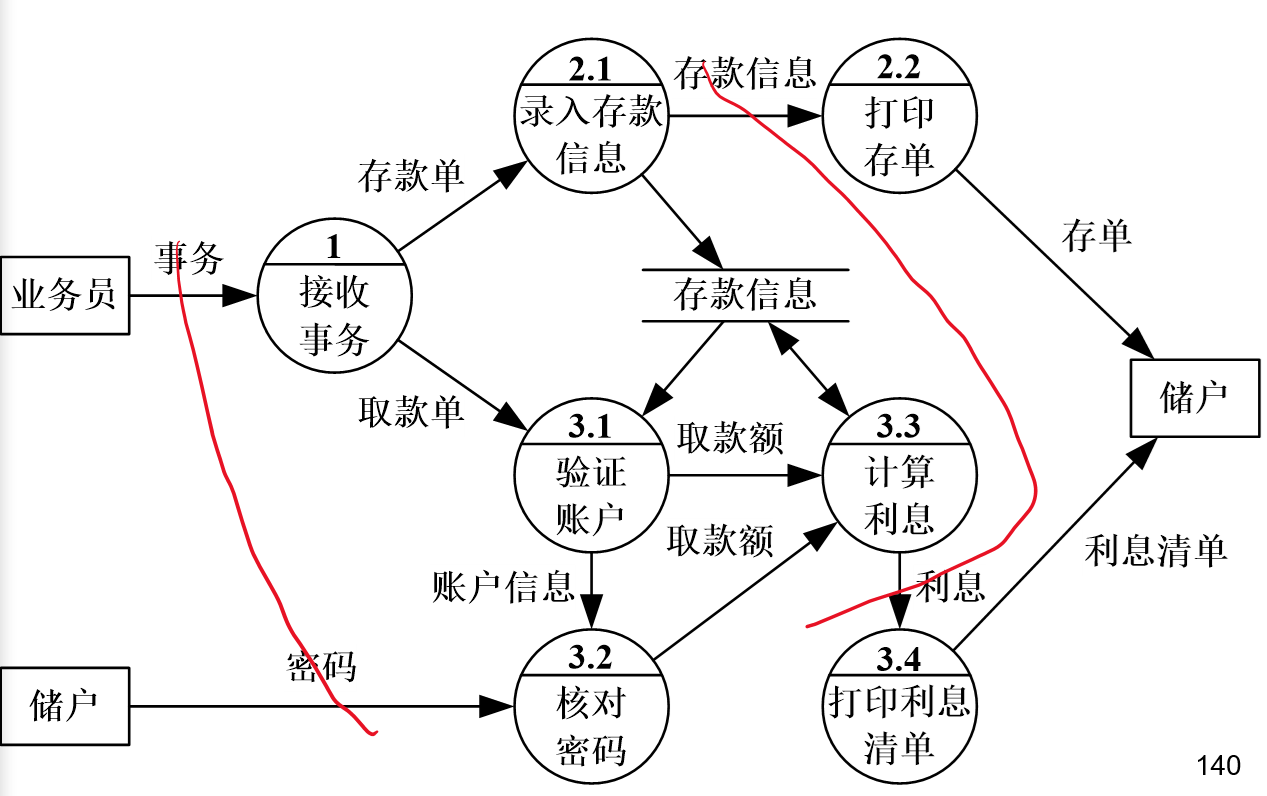 2.1
录入存款
信息
存款信息
2.2
打印
存单
存款单
存单
业务员
事务
1
接收
事务
存款信息
储户
取款单
3.1
验证
账户
取款额
3.3
计算
利息
取款额
账户信息
利息
利息清单
储户
密码
3.2
核对
密码
3.4
打印利息
清单
140